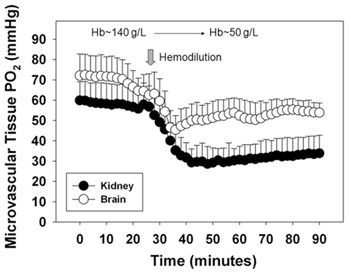 Hb~140 g/L → Hb~50 g/L
Hemodilution
Microvascular Tissue PO2 (mmHg)
90
80
70
60
50
40
30
20
10
0
Kidney
Brain
0 10 20 30 40 50 60 70 80 90
Time (minutes)